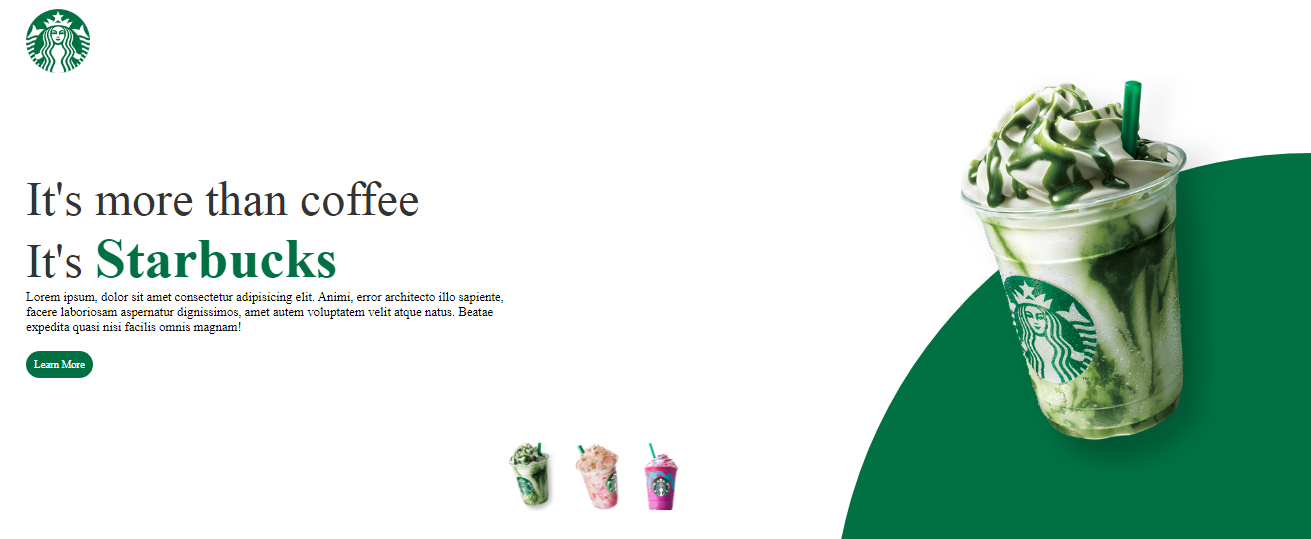 It's more than coffee
It's Starbucks
Lorem ipsum, dolor sit amet consectetur adipisicing elit. Animi, error architecto illo sapiente,
facere laboriosam aspernatur dignissimos, amet autem voluptatem velit atque natus. Beatae
expedita quasi nisi facilis omnis magnam!
Learn More